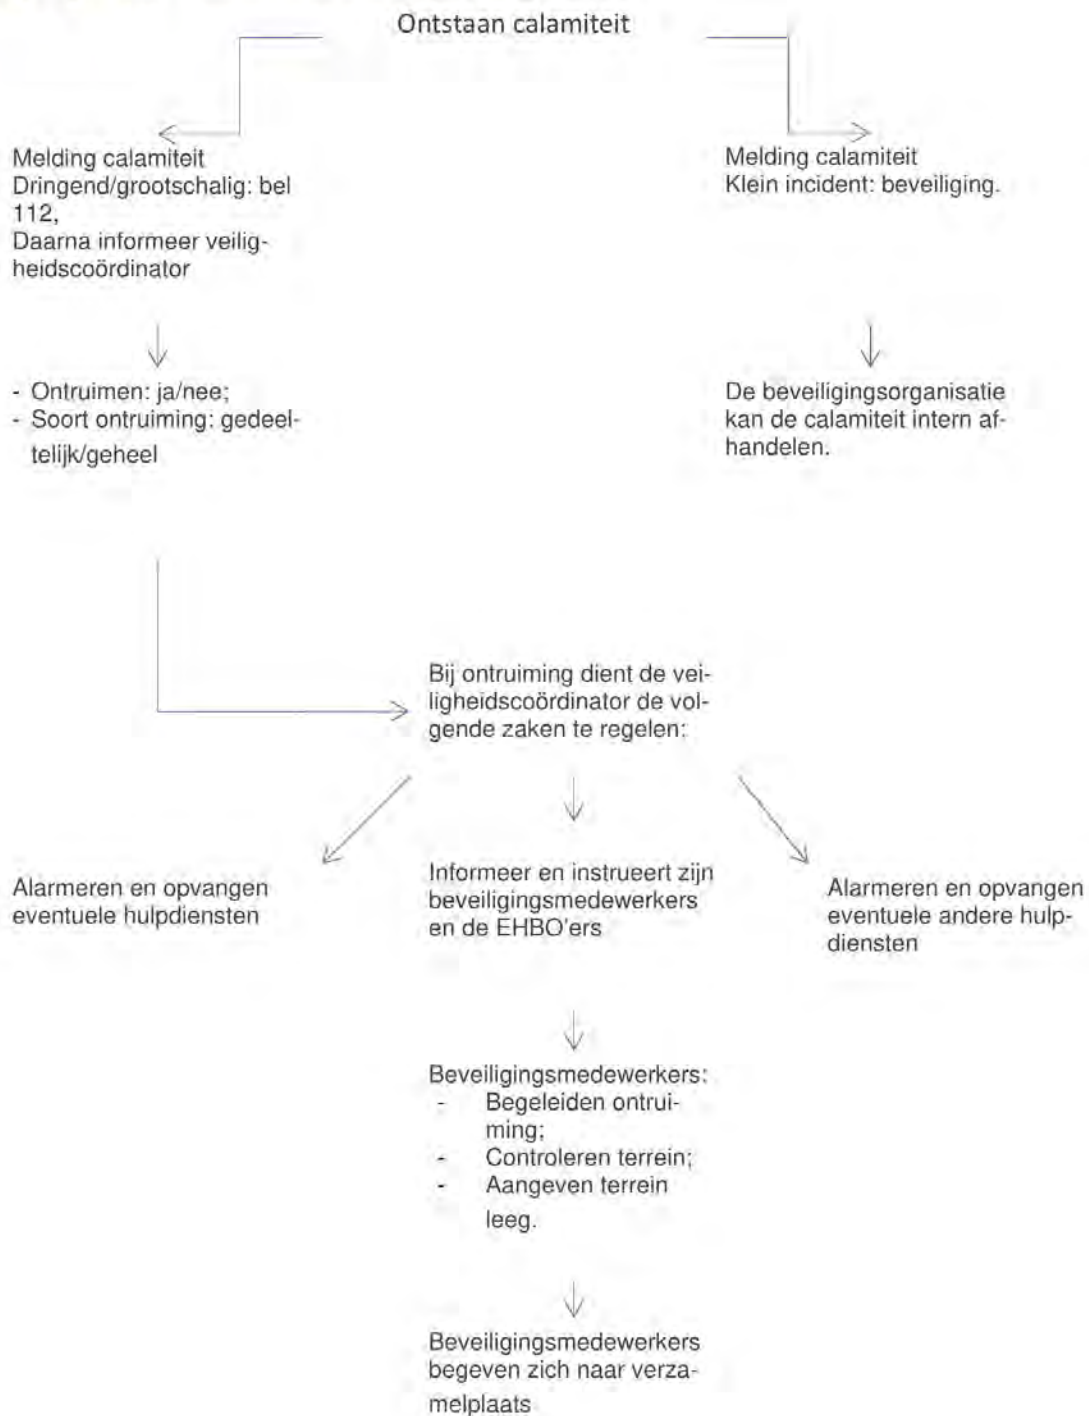 Ontstaan calamiteit
Melding calamiteit
Dringend/grootschalig: bel
112,
Daarna informeer veilig-
heidscoördinator
Melding calamiteit
Klein incident: beveiliging.
- Ontruimen: ja/nee;
- Soort ontruiming: gedeel-
telijk/geheel
De beveiligingsorganisatie
kan de calamiteit intern af-
handelen.
Bij ontruiming dient de vei-
ligheidscoördinator de vol-
gende zaken te regelen:
Alarmeren en opvangen
eventuele hulpdiensten
Informeer en instrueert zijn
beveiligingsmedewerkers
en de EHBO'ers
Alarmeren en opvangen
eventuele andere hulp-
diensten
Beveiligingsmedewerkers:
- Begeleiden ontrui-
ming;
- Controleren terrein;
- Aangeven terrein
leeg.
Beveiligingsmedewerkers
begeven zich naar verza-
melplaats